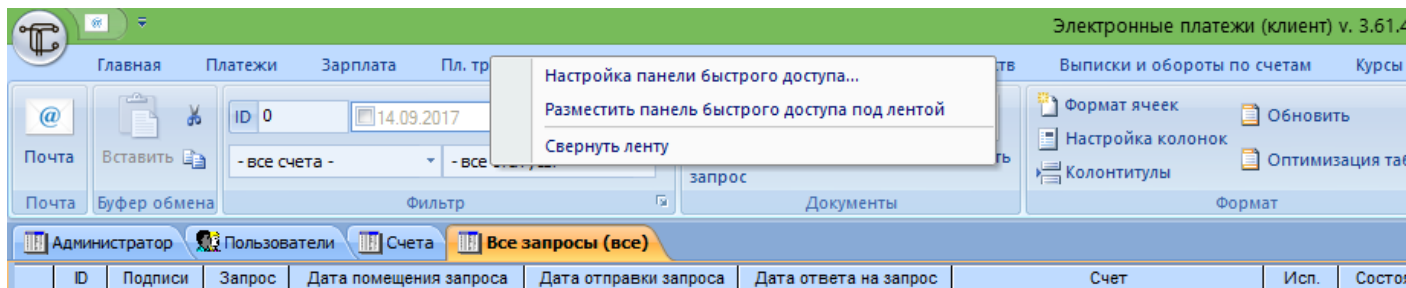 Электронные платежи (клиент) v. 3.61.4
Главная Платежи Зарплата Пл. Выписки и обороты по счетам Курсы
Настройка панели быстрого доступа...
Разместить панель быстрого доступа под лентой
Свернуть ленту
Почта
Вставить
ID 0 14.09.2017
- все счета - - все
запрос
Формат ячеек
Настройка колонок
Колонтитулы
Обновить
Оптимизация
Почта Буфер обмена Фильтр Документы Формат
Администратор Пользователи Счета Все запросы (все)
ID Подписи Запрос Дата помещения запроса Дата отправки запроса Дата ответа на запрос Счет Исп.